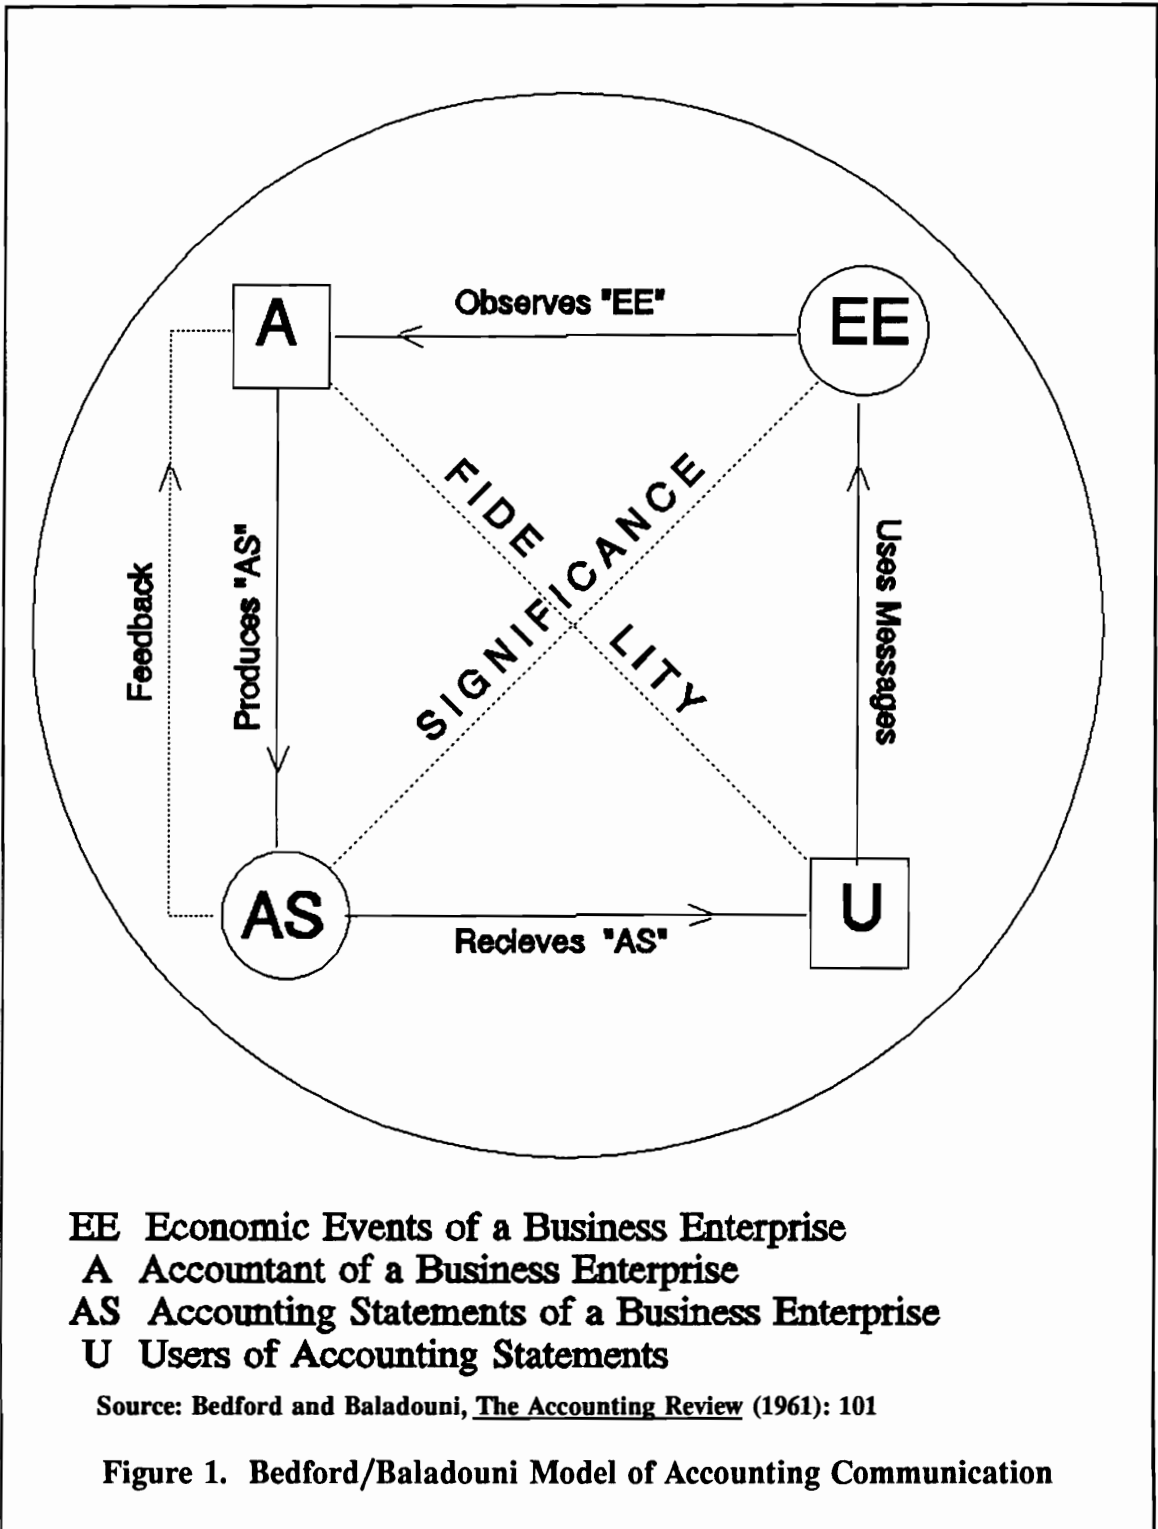 A
Observes "EE"
EE
FIDE
LITY
SIGNIFICANCE
Feedback
Produces "AS"
Uses Messages
AS
Recieves "AS"
U
EE Economic Events of a Business Enterprise
A Accountant of a Business Enterprise
AS Accounting Statements of a Business Enterprise
U Users of Accounting Statements
Source: Bedford and Baladouni, The Accounting Review (1961): 101
Figure 1. Bedford/Baladouni Model of Accounting Communication